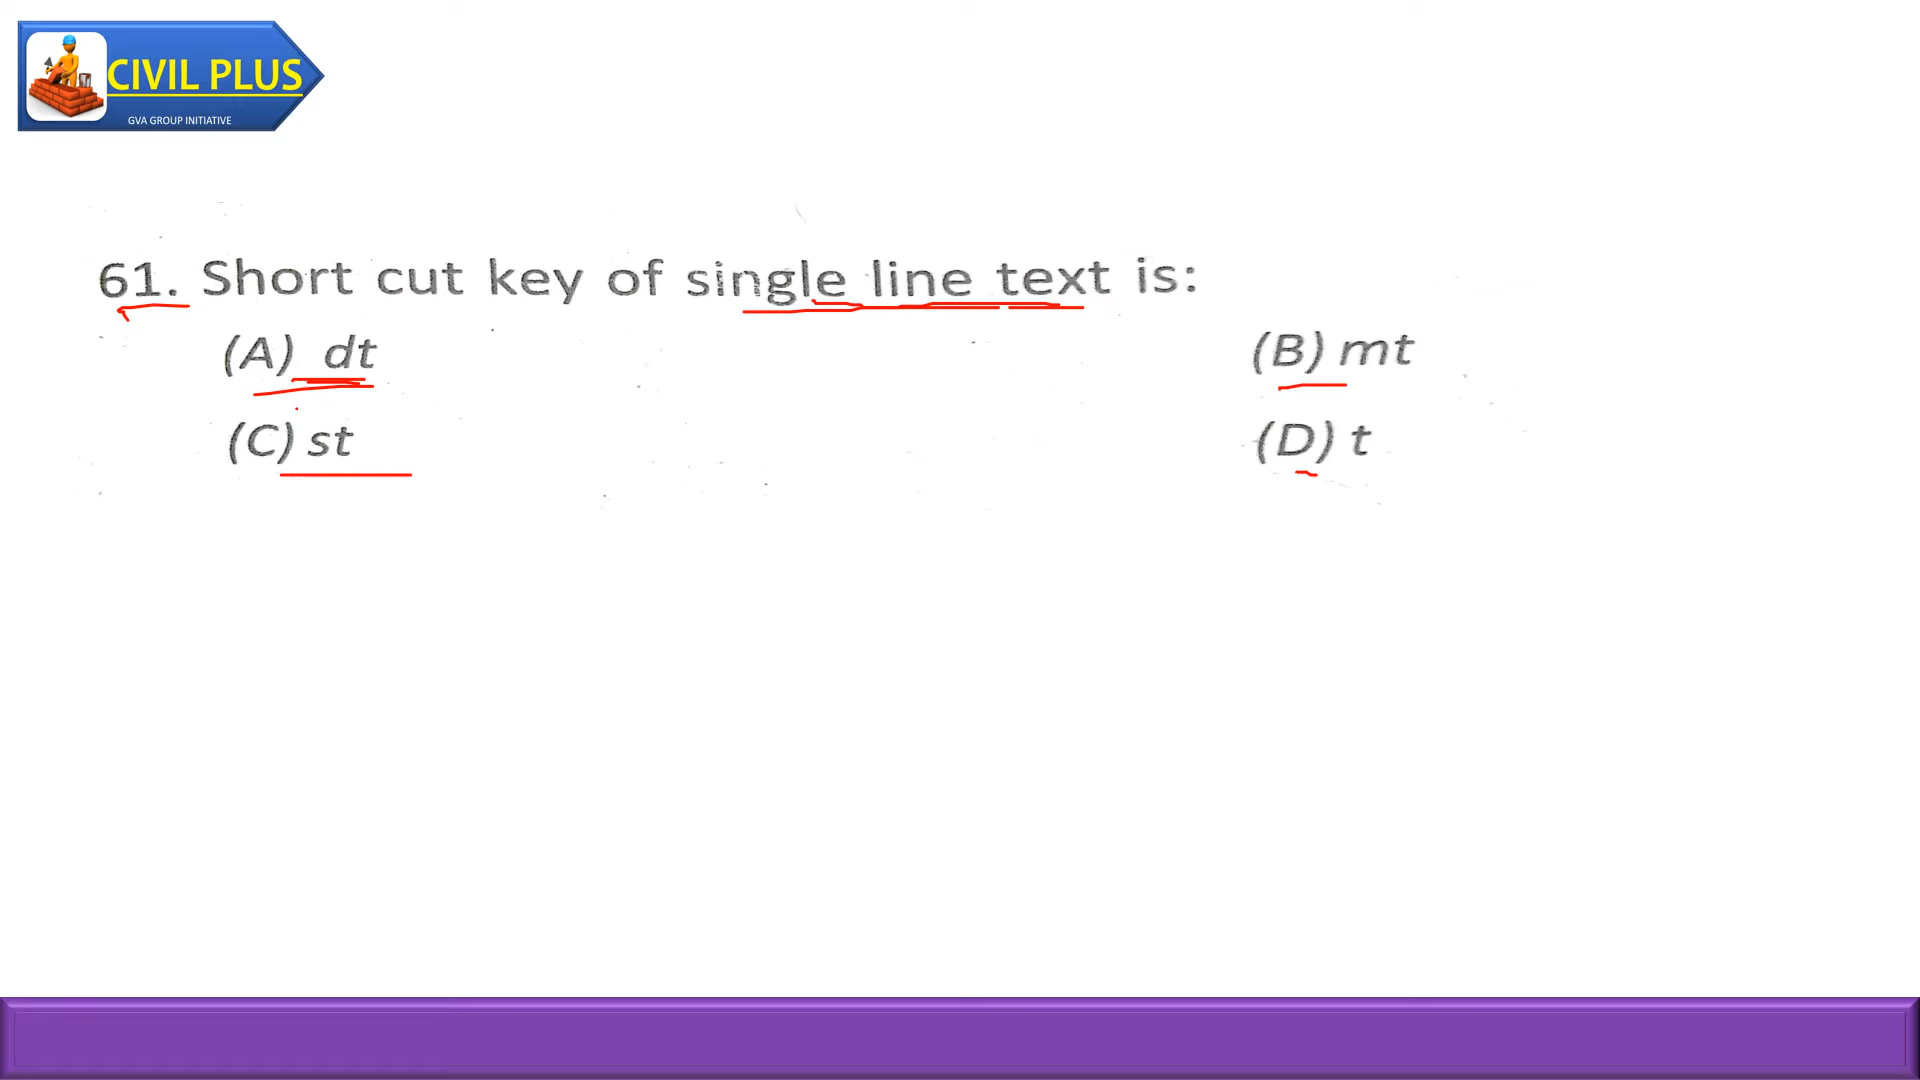 CIVIL PLUS
GVA GROUP INITIATIVE
61. Short cut key of single line text is:
(A) dt (B) mt
(C) st (D) t